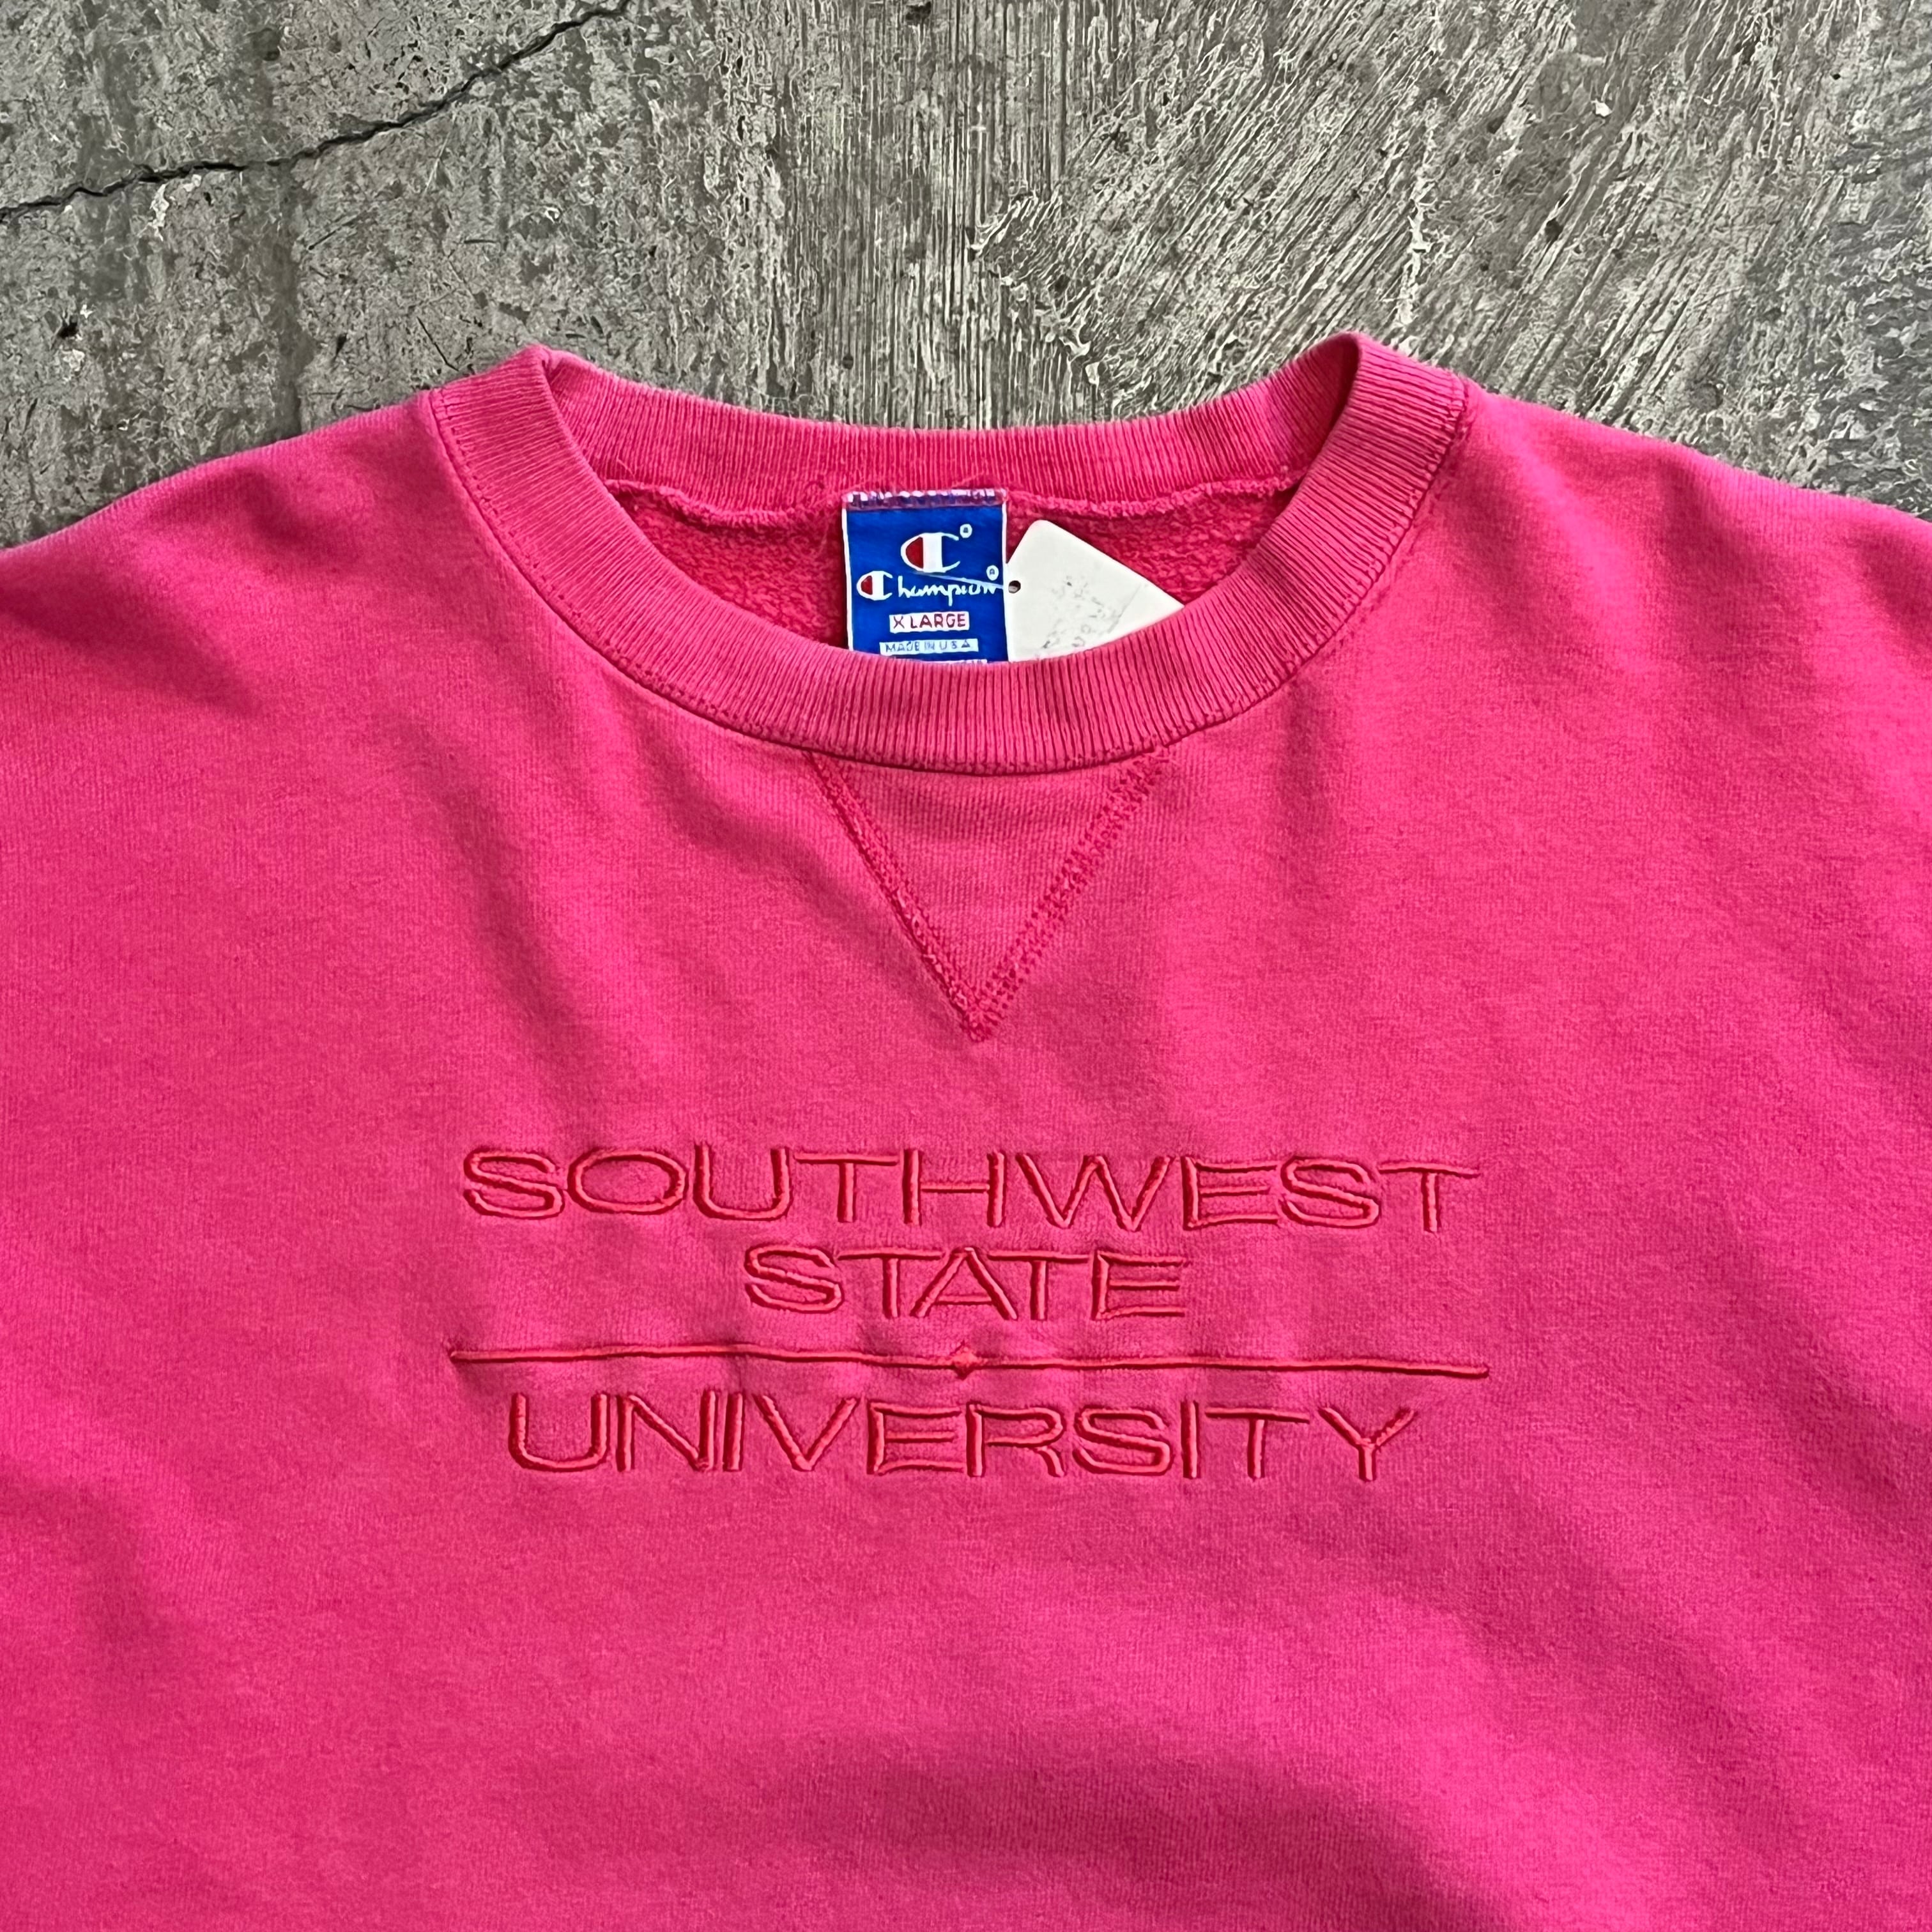 C®
Champion®
X LARGE
MADE IN U S A
SOUTHWEST
STATE
UNIVERSITY